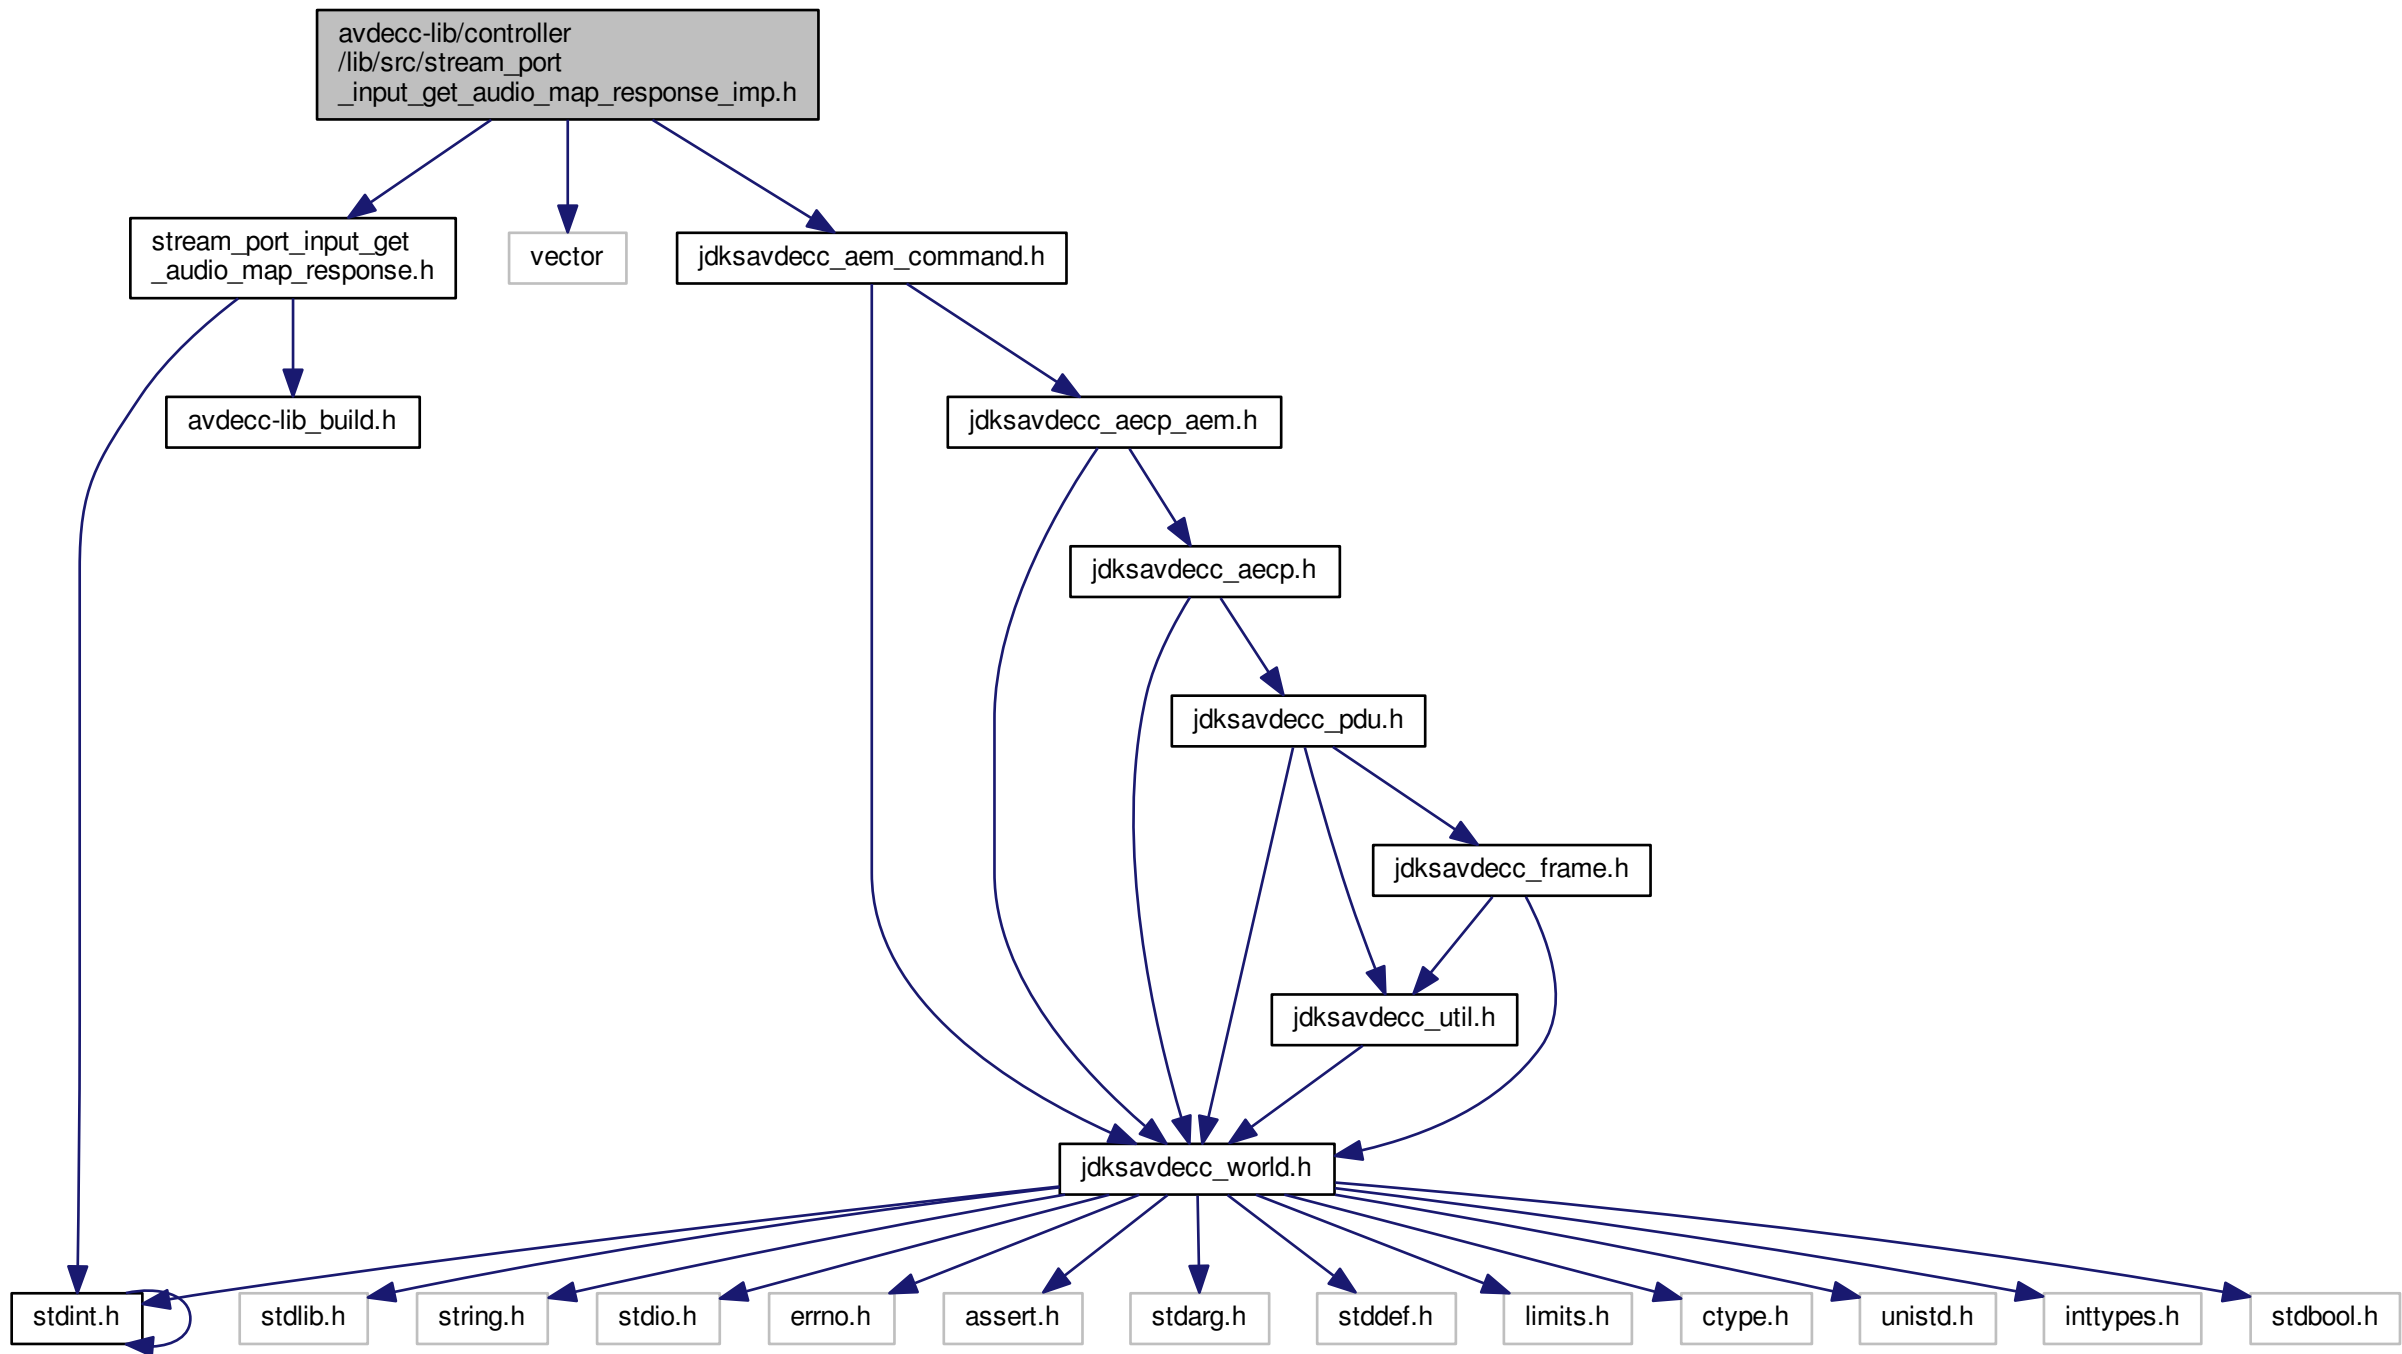 avdecc-lib/controller
/lib/src/stream_port
_input_get_audio_map_response_imp.h
stream_port_input_get
_audio_map_response.h
vector
jdksavdecc_aem_command.h
avdecc-lib_build.h
jdksavdecc_aecp_aem.h
jdksavdecc_aecp.h
jdksavdecc_pdu.h
jdksavdecc_frame.h
jdksavdecc_util.h
jdksavdecc_world.h
stdint.h
stdlib.h
string.h
stdio.h
errno.h
assert.h
stdarg.h
stddef.h
limits.h
ctype.h
unistd.h
inttypes.h
stdbool.h